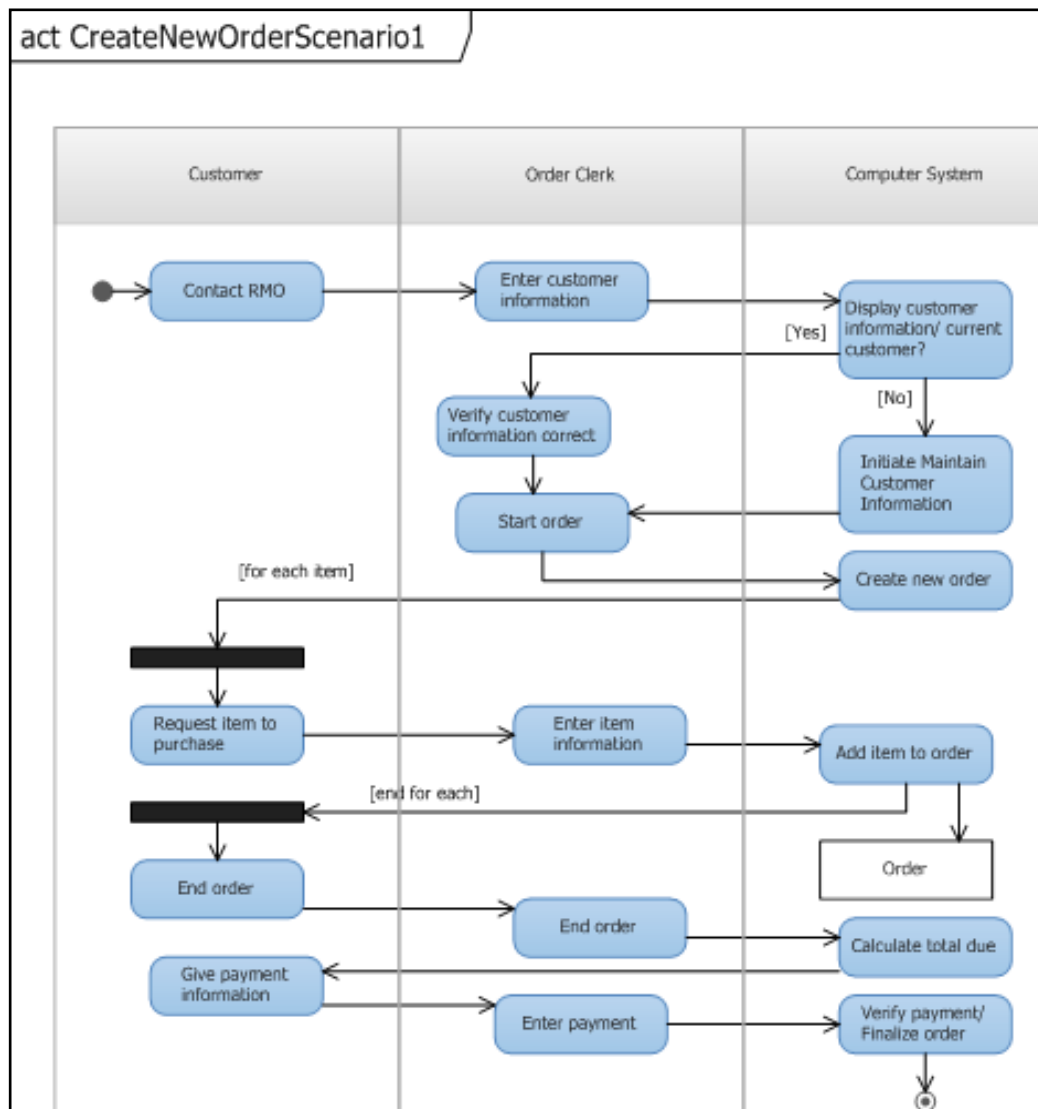 act CreateNewOrderScenario1
Customer
Order Clerk
Computer System
Contact RMO
Enter customer
information
Display customer
information/ current
customer?
[Yes]
[No]
Verify customer
information correct
Initiate Maintain
Customer
Information
Start order
Create new order
[for each item]
Request item to
purchase
Enter item
information
Add item to order
[end for each]
Order
End order
End order
Calculate total due
Give payment
information
Enter payment
Verify payment/
Finalize order